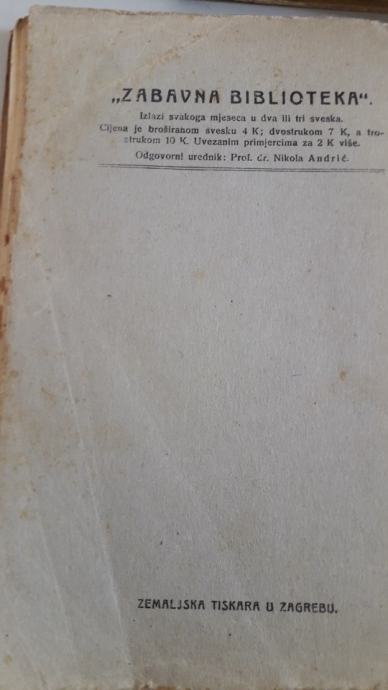 „ZABAVNA BIBLIOTEKA“.
Izlazi svakoga mjeseca u dva ili tri sveska.
Cijena je broširanom svesku 4 K; dvostrukom 7 K, a tro-
strukom 10 K. Uvezanim primjercima za 2 K više.
Odgovorni urednik: Prof. dr. Nikola Andrić.
ZEMALJSKA TISKARA U ZAGREBU.